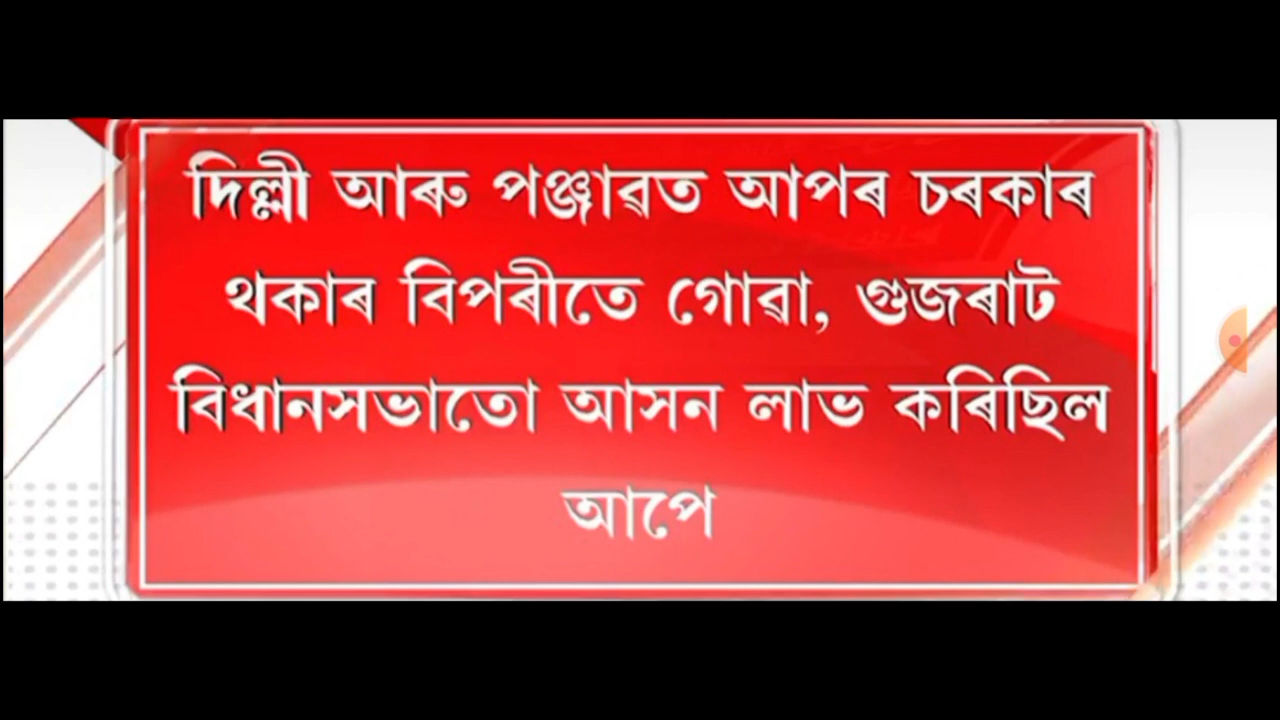 দিল্লী আৰু পঞ্জাৱত আপৰ চৰকাৰ
থকাৰ বিপৰীতে গোৱা, গুজৰাট
বিধানসভাতো আসন লাভ কৰিছিল
আপে